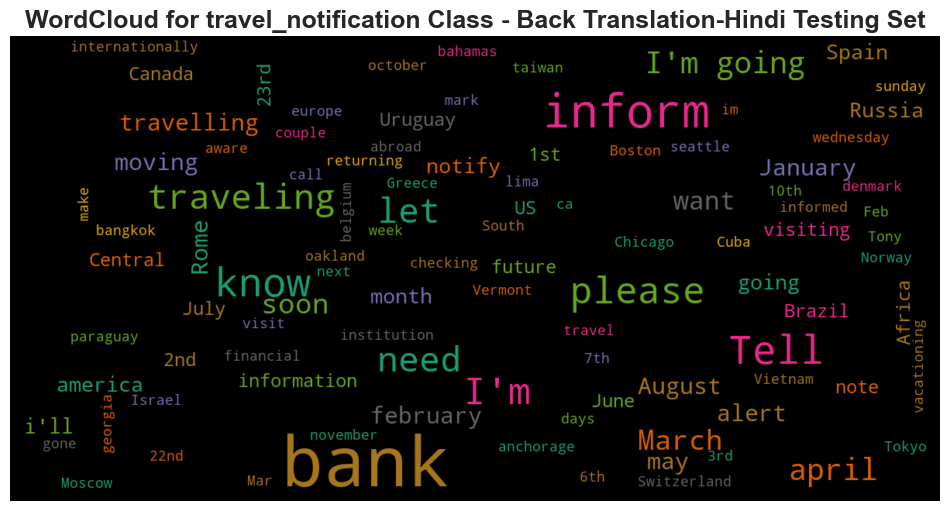 WordCloud for travel_notification Class - Back Translation-Hindi Testing Set
internationally
bahamas
I'm going
Spain
Canada
october
taiwan
23rd
sunday
europe
mark
inform
im
Russia
travelling
couple
Uruguay
wednesday
aware
abroad
Boston
seattle
moving
returning
notify
1st
January
call
Greece
lima
10th
denmark
make
traveling
belgium
let
US
ca
want
informed
Feb
bangkok
week
South
visiting
Tony
Rome
Chicago
Cuba
Central
oakland
checking
future
Norway
know
next
going
soon
month
Vermont
please
Africa
July
Brazil
visit
travel
paraguay
institution
vacationing
2nd
financial
need
7th
Tell
america
information
Vietnam
Israel
I'm
August
note
georgia
february
June
alert
i'll
days
gone
november
anchorage
March
Tokyo
22nd
bank
3rd
may
april
Moscow
Mar
6th
Switzerland